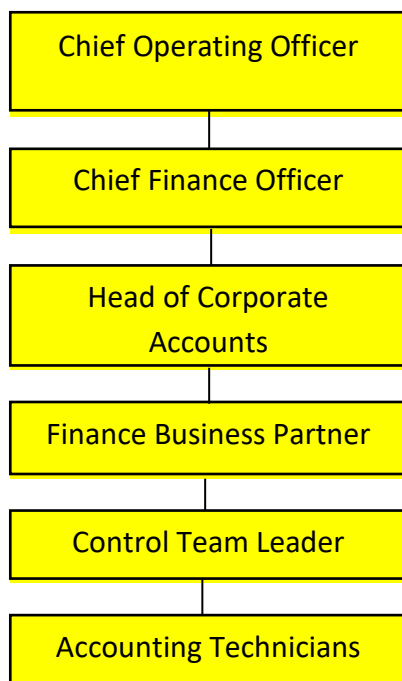 Chief Operating Officer
Chief Finance Officer
Head of Corporate
Accounts
Finance Business Partner
Control Team Leader
Accounting Technicians